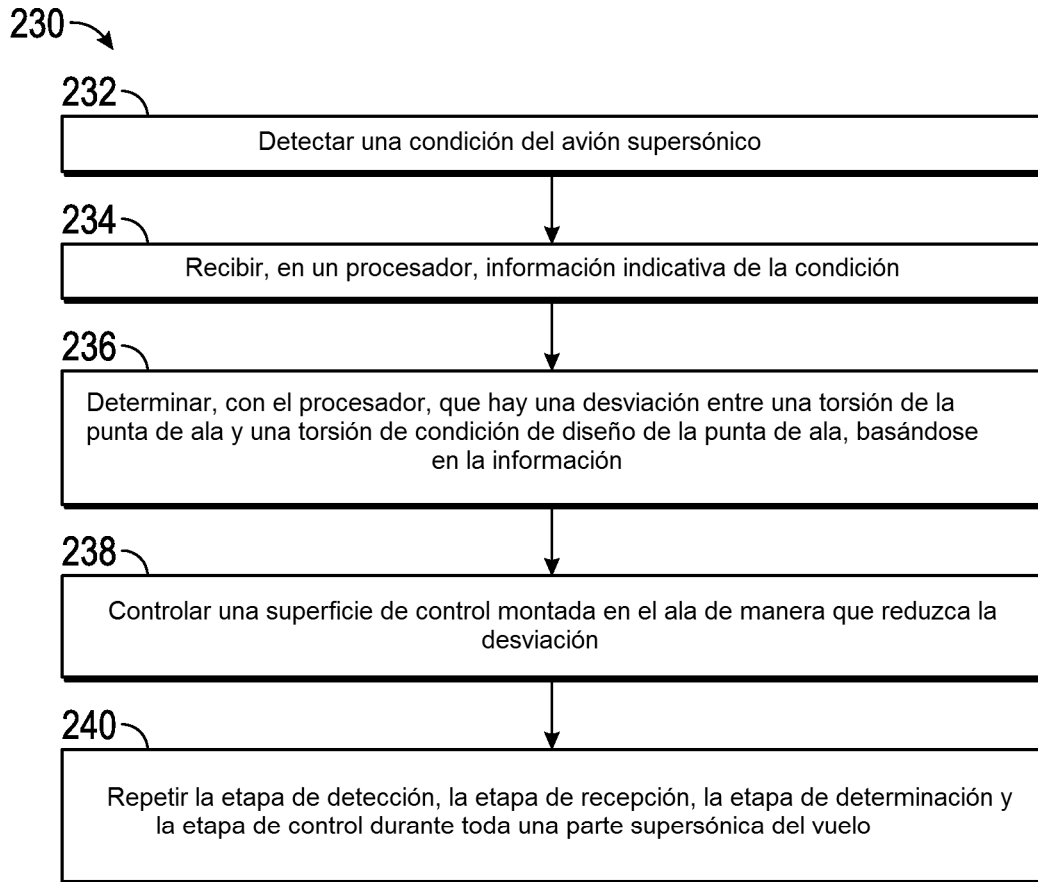 230
232
Detectar una condición del avión supersónico
234
Recibir, en un procesador, información indicativa de la condición
236
Determinar, con el procesador, que hay una desviación entre una torsión de la
punta de ala y una torsión de condición de diseño de la punta de ala, basándose
en la información
238
Controlar una superficie de control montada en el ala de manera que reduzca la
desviación
240
Repetir la etapa de detección, la etapa de recepción, la etapa de determinación y
la etapa de control durante toda una parte supersónica del vuelo